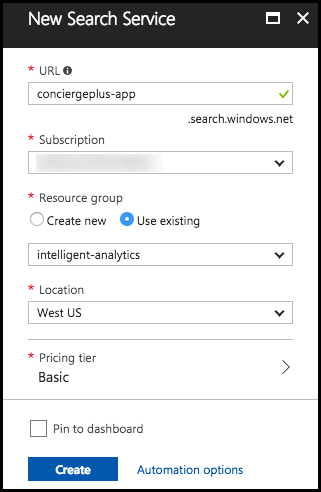 New Search Service
* URL
conciergeplus-app
.search.windows.net
* Subscription
* Resource group
Create new Use existing
intelligent-analytics
* Location
West US
* Pricing tier
Basic
Pin to dashboard
Create Automation options